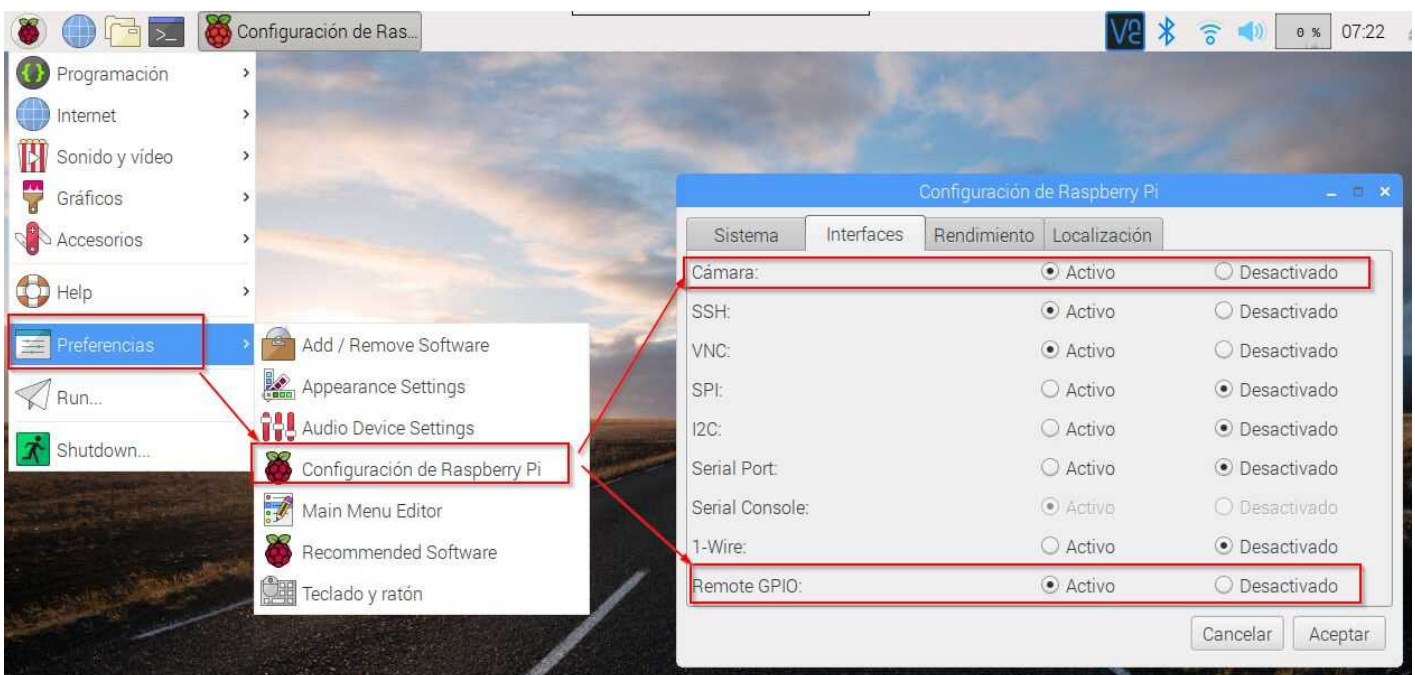 Configuración de Ras...
0 %
07:22
Programación
Internet
Sonido y vídeo
Gráficos
Accesorios
Help
Preferencias
Run...
Shutdown...
Add / Remove Software
Appearance Settings
Audio Device Settings
Configuración de Raspberry Pi
Main Menu Editor
Recommended Software
Teclado y ratón
Configuración de Raspberry Pi
Sistema Interfaces Rendimiento Localización
Cámara: Activo Desactivado
SSH: Activo Desactivado
VNC: Activo Desactivado
SPI: Activo Desactivado
I2C: Activo Desactivado
Serial Port: Activo Desactivado
Serial Console: Activo Desactivado
1-Wire: Activo Desactivado
Remote GPIO: Activo Desactivado
Cancelar Aceptar